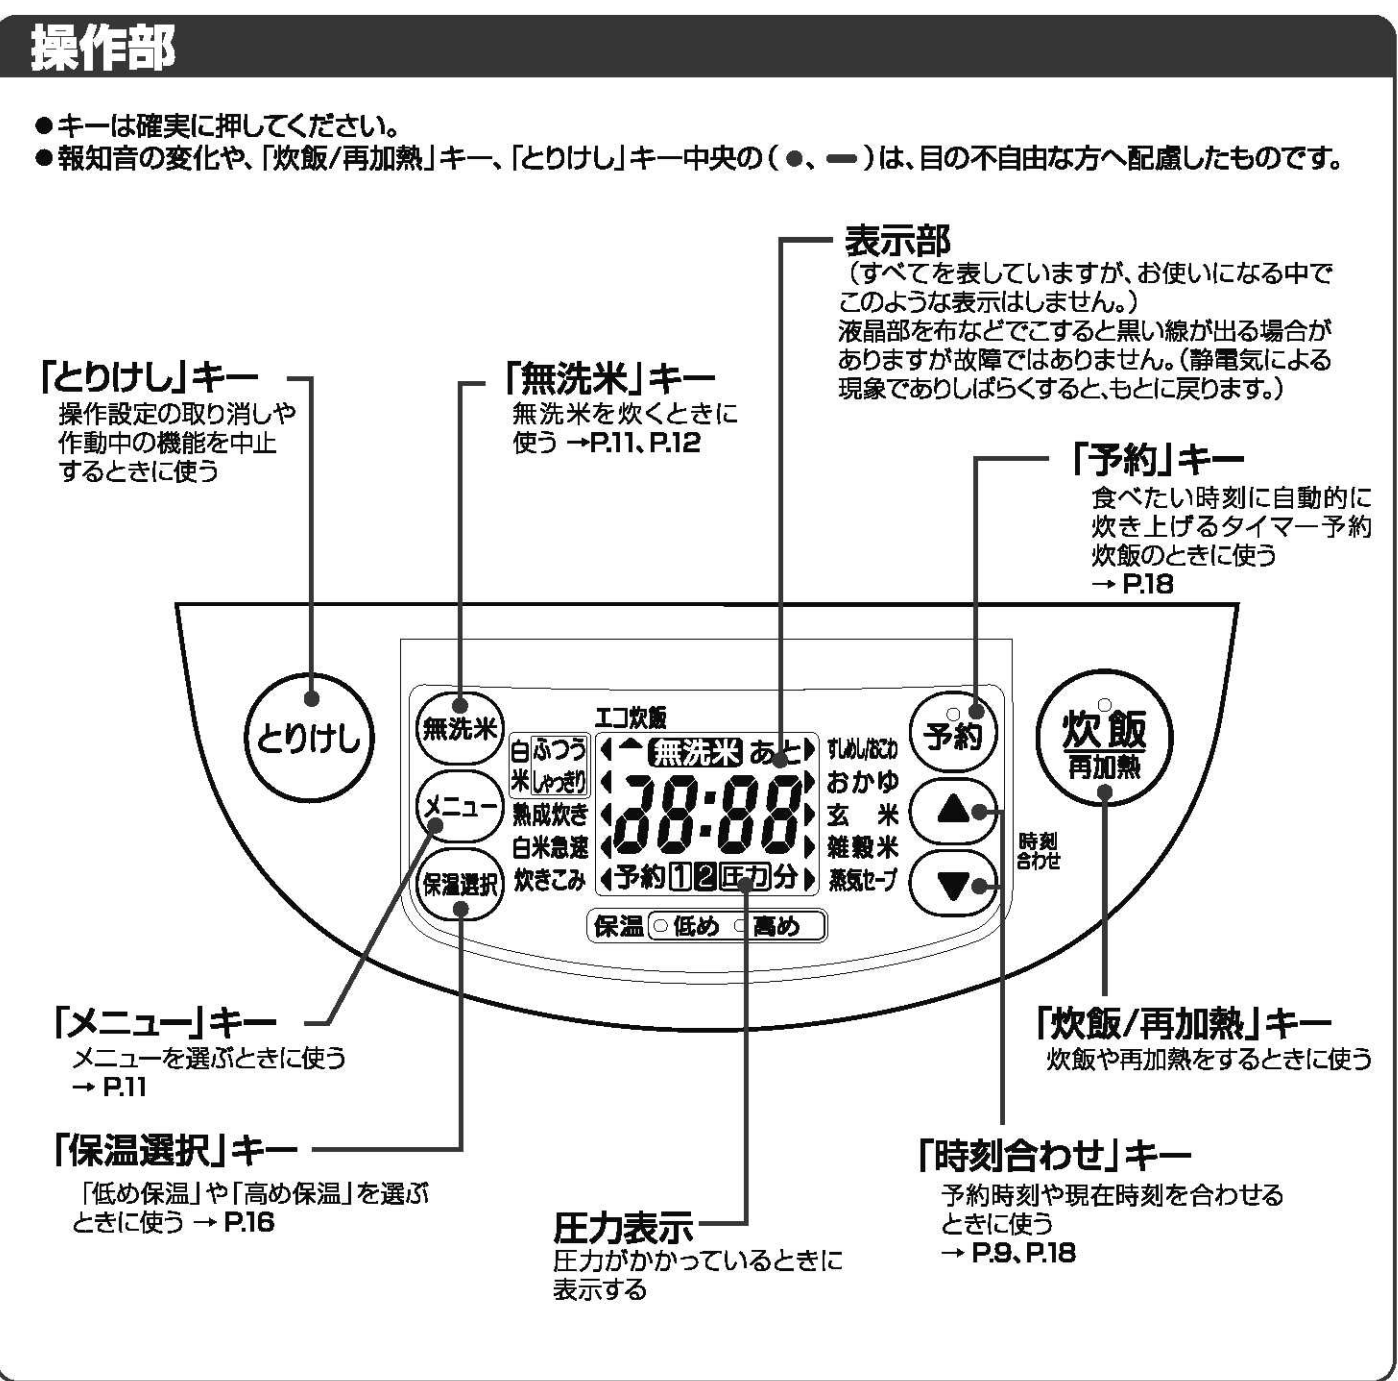 操作部
●キーは確実に押してください。
●報知音の変化や、「炊飯/再加熱」キー、「とりけし」キー中央の(●、━)は、目の不自由な方へ配慮したものです。
表示部
(すべてを表していますが、お使いになる中で
このような表示はしません。)
液晶部を布などでこすると黒い線が出る場合が
ありますが故障ではありません。(静電気による
現象でありしばらくすると、もとに戻ります。)
「とりけし」キー
操作設定の取り消しや
作動中の機能を中止
するときに使う
「無洗米」キー
無洗米を炊くときに
使う →P.11、P.12
「予約」キー
食べたい時刻に自動的に
炊き上げるタイマー予約
炊飯のときに使う
→ P.18
とりけし
無洗米
メニュー
保温選択
エコ炊飯
白米
ふつう
しゃっきり
熟成炊き
白米急速
炊きこみ
無洗米 あと
28:88
予約 1 2 圧力 分
すしめし/おこわ
おかゆ
玄 米
雑穀米
蒸気セーブ
保温 低め 高め
予約
▲
▼
時刻
合わせ
炊飯
再加熱
「メニュー」キー
メニューを選ぶときに使う
→ P.11
「保温選択」キー
「低め保温」や「高め保温」を選ぶ
ときに使う → P.16
圧力表示
圧力がかかっているときに
表示する
「炊飯/再加熱」キー
炊飯や再加熱をするときに使う
「時刻合わせ」キー
予約時刻や現在時刻を合わせる
ときに使う
→ P.9、P.18